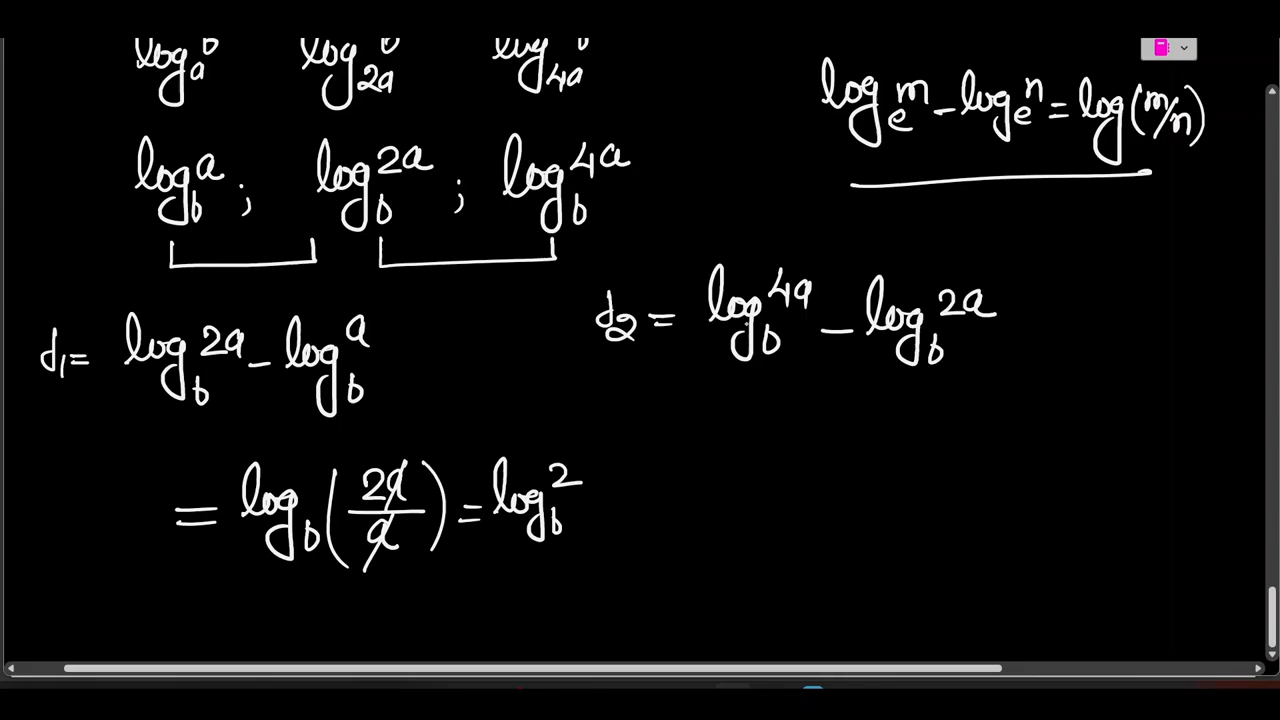 log_a b log_2a b log_4a b
log_e m - log_e n = log(m/n)
log_b a ; log_b 2a ; log_b 4a
d1 = log_b 2a - log_b a
d2 = log_b 4a - log_b 2a
= log_b (2a/a) = log_b 2